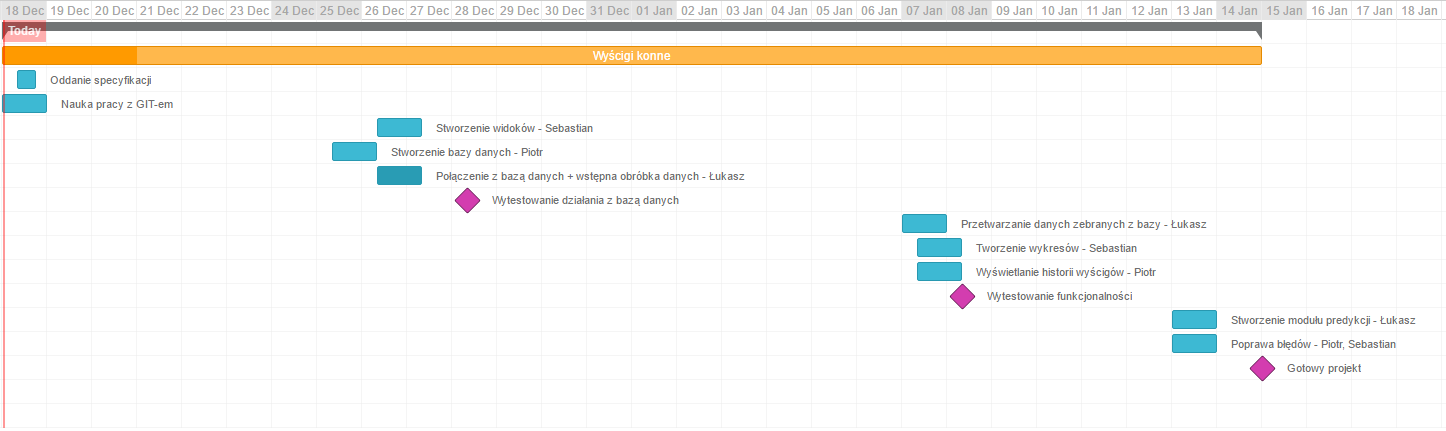 18 Dec 19 Dec 20 Dec 21 Dec 22 Dec 23 Dec 24 Dec 25 Dec 26 Dec 27 Dec 28 Dec 29 Dec 30 Dec 31 Dec 01 Jan 02 Jan 03 Jan 04 Jan 05 Jan 06 Jan 07 Jan 08 Jan 09 Jan 10 Jan 11 Jan 12 Jan 13 Jan 14 Jan 15 Jan 16 Jan 17 Jan 18 Jan
Today
Wyścigi konne
Oddanie specyfikacji
Nauka pracy z GIT-em
Stworzenie widoków - Sebastian
Stworzenie bazy danych - Piotr
Połączenie z bazą danych + wstępna obróbka danych - Łukasz
Wytestowanie działania z bazą danych
Przetwarzanie danych zebranych z bazy - Łukasz
Tworzenie wykresów - Sebastian
Wyświetlanie historii wyścigów - Piotr
Wytestowanie funkcjonalności
Stworzenie modułu predykcji - Łukasz
Poprawa błędów - Piotr, Sebastian
Gotowy projekt